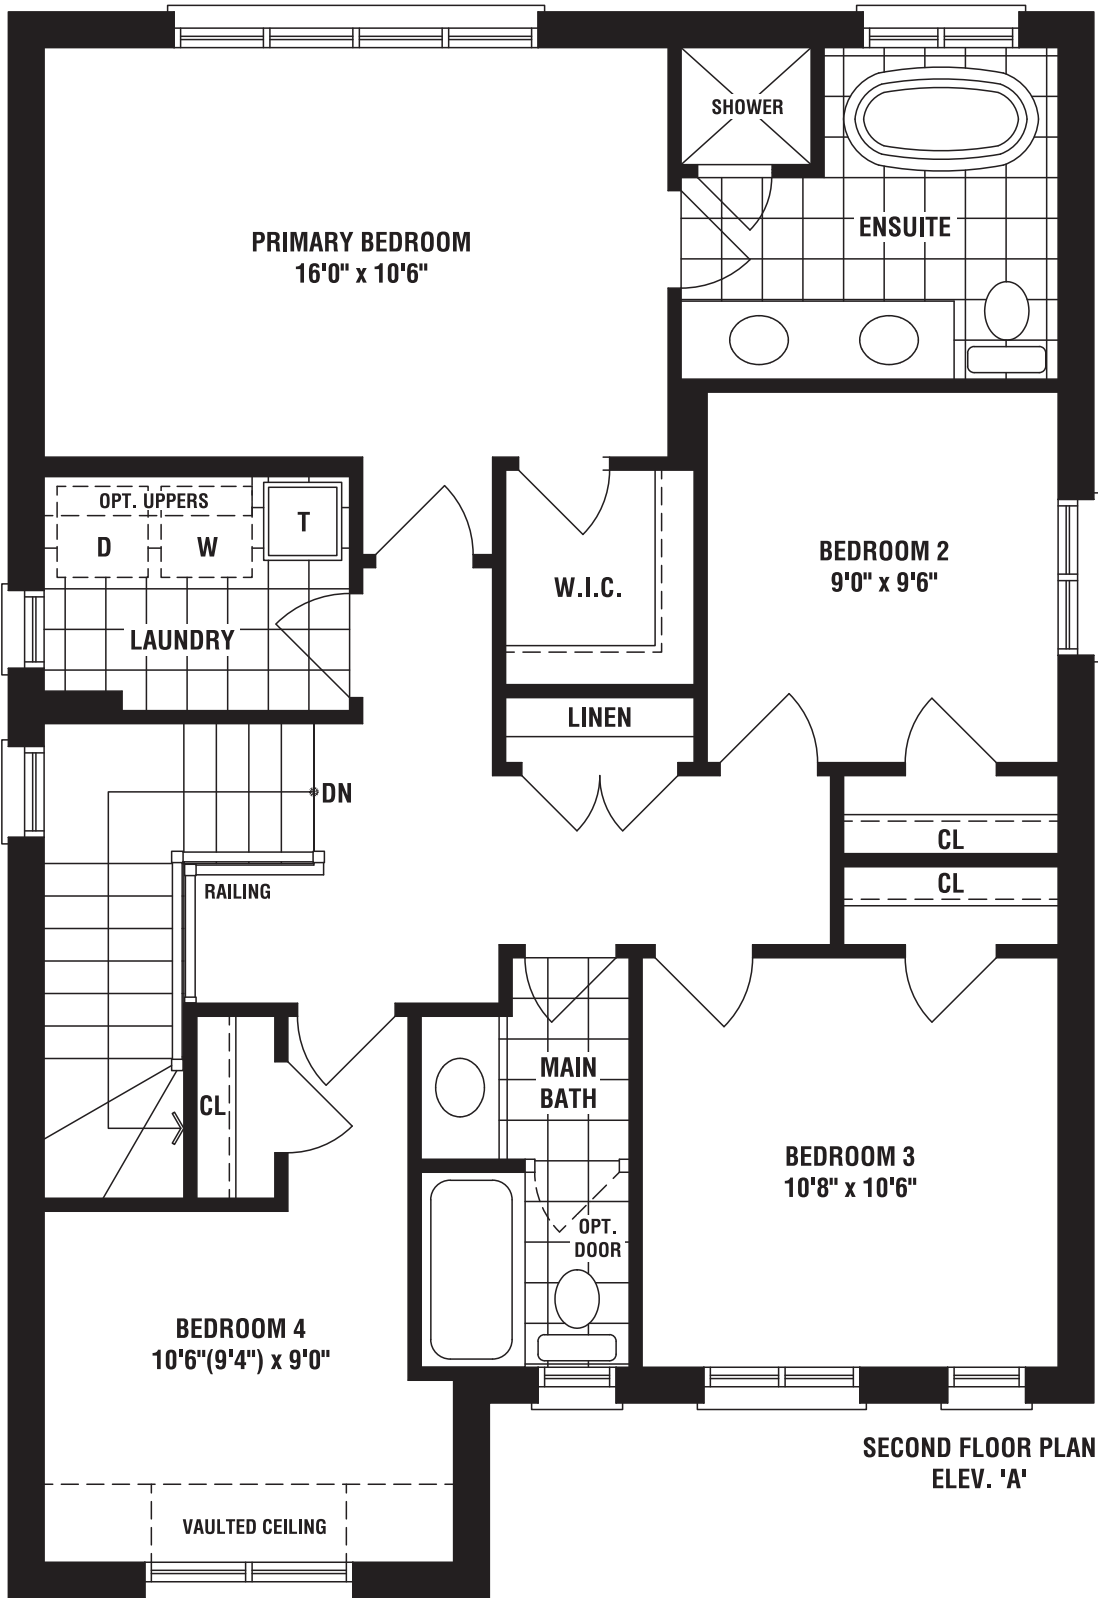 SHOWER
ENSUITE
PRIMARY BEDROOM
16'0" x 10'6"
OPT. UPPERS
D
W
T
LAUNDRY
W.I.C.
BEDROOM 2
9'0" x 9'6"
LINEN
DN
CL
CL
RAILING
CL
MAIN
BATH
BEDROOM 3
10'8" x 10'6"
OPT.
DOOR
BEDROOM 4
10'6"(9'4") x 9'0"
VAULTED CEILING
SECOND FLOOR PLAN
ELEV. 'A'